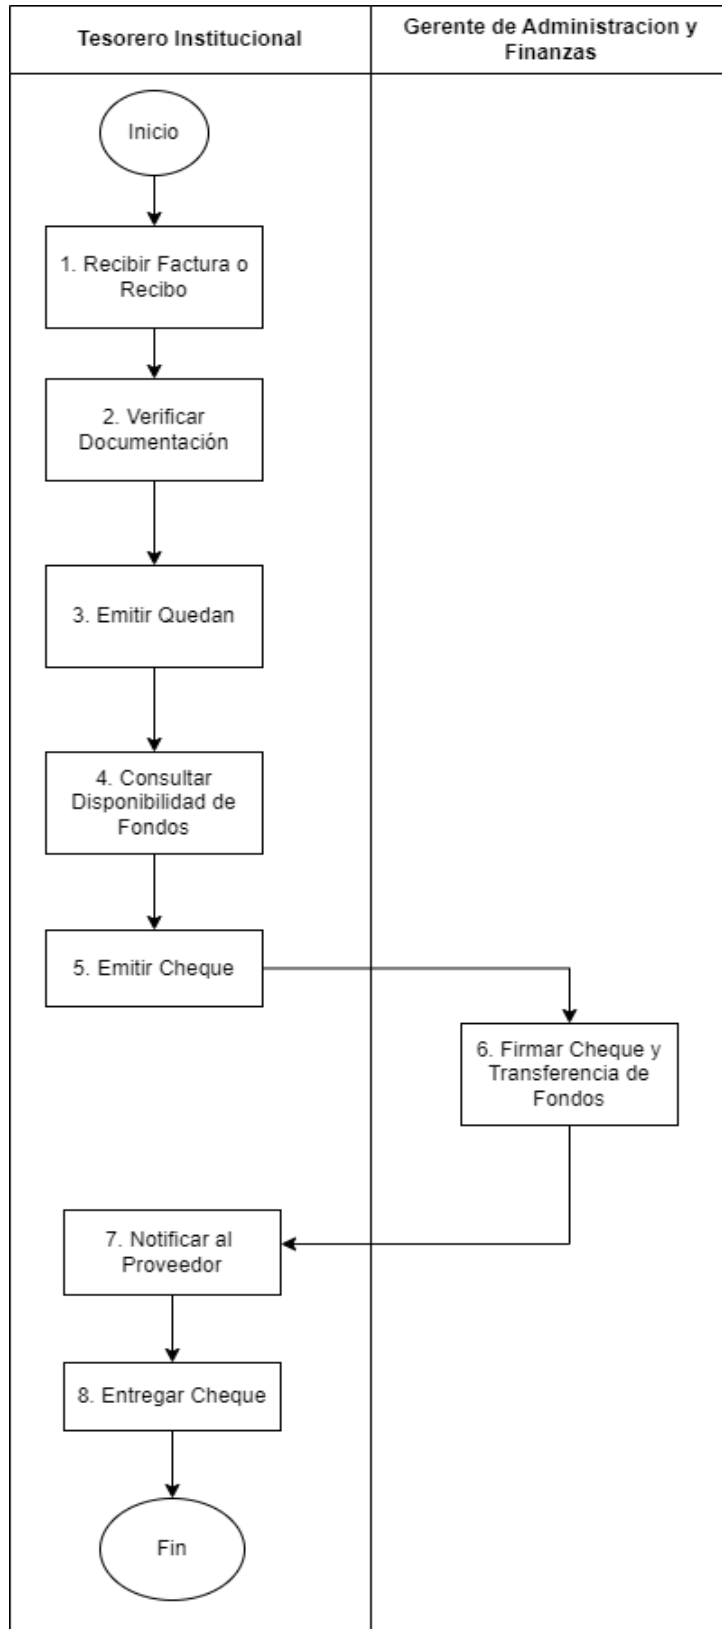 Tesorero Institucional
Gerente de Administracion y
Finanzas
Inicio
1. Recibir Factura o
Recibo
2. Verificar
Documentación
3. Emitir Quedan
4. Consultar
Disponibilidad de
Fondos
5. Emitir Cheque
6. Firmar Cheque y
Transferencia de
Fondos
7. Notificar al
Proveedor
8. Entregar Cheque
Fin